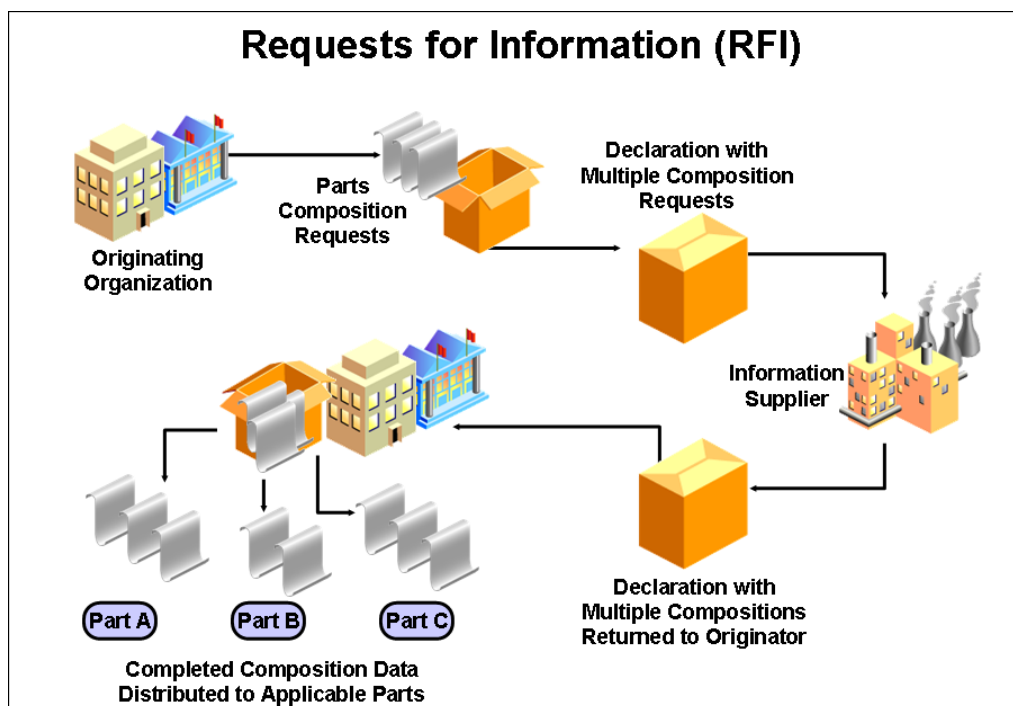 Requests for Information (RFI)
Originating
Organization
Parts
Composition
Requests
Declaration with
Multiple Composition
Requests
Information
Supplier
Declaration with
Multiple Compositions
Returned to Originator
Part A
Part B
Part C
Completed Composition Data
Distributed to Applicable Parts